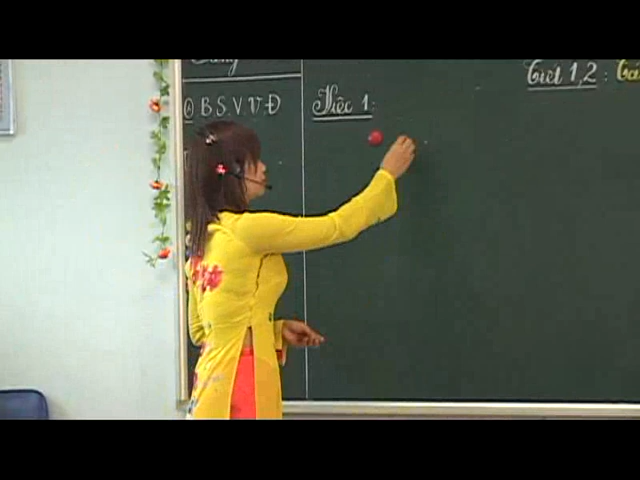 Tiết 1,2 :
B S V V Đ
Việc 1: